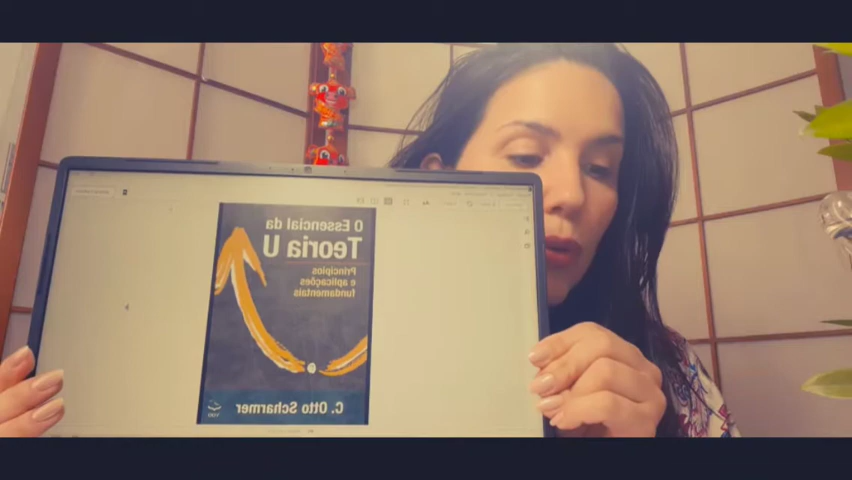 O Essencial da
Teoria U
Princípios
e aplicações
fundamentais
C. Otto Scharmer